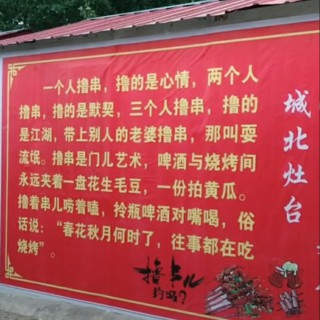 一个人撸串，撸的是心情，两个人
撸串，撸的是默契，三个人撸串，撸的
是江湖，带上别人的老婆撸串，那叫耍
流氓。撸串是门儿艺术，啤酒与烧烤间
永远夹着一盘花生毛豆，一份拍黄瓜。
撸着串儿唠着嗑，拎瓶啤酒对嘴喝，俗
话说：“春花秋月何时了，往事都在吃
烧烤”。
撸串儿
约吗？
城北灶台